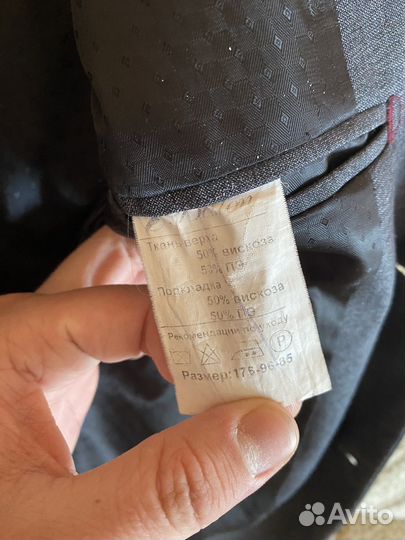 Ткань верха
50% вискоза
50% ПЭ
Подкладка
50% вискоза
50% ПЭ
Рекомендации по уходу
P
Размер:176-96-85
Avito